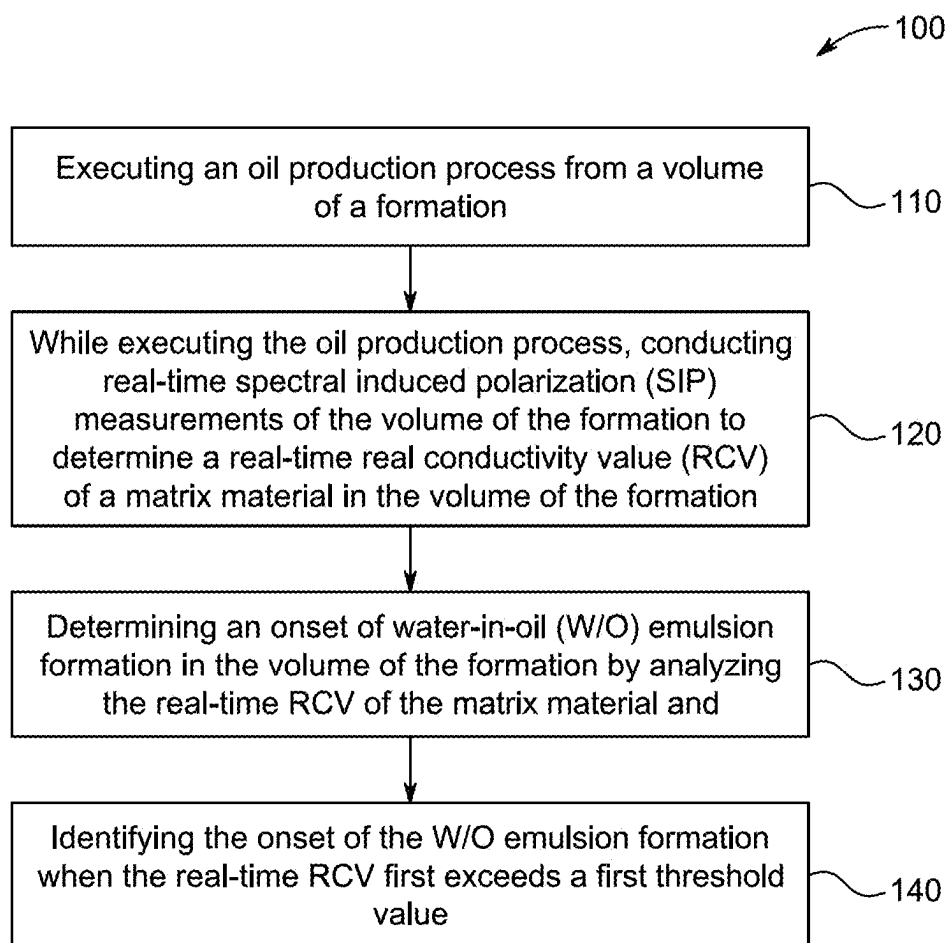 100
Executing an oil production process from a volume
of a formation
110
While executing the oil production process, conducting
real-time spectral induced polarization (SIP)
measurements of the volume of the formation to
determine a real-time real conductivity value (RCV)
of a matrix material in the volume of the formation
120
Determining an onset of water-in-oil (W/O) emulsion
formation in the volume of the formation by analyzing
the real-time RCV of the matrix material and
130
Identifying the onset of the W/O emulsion formation
when the real-time RCV first exceeds a first threshold
value
140